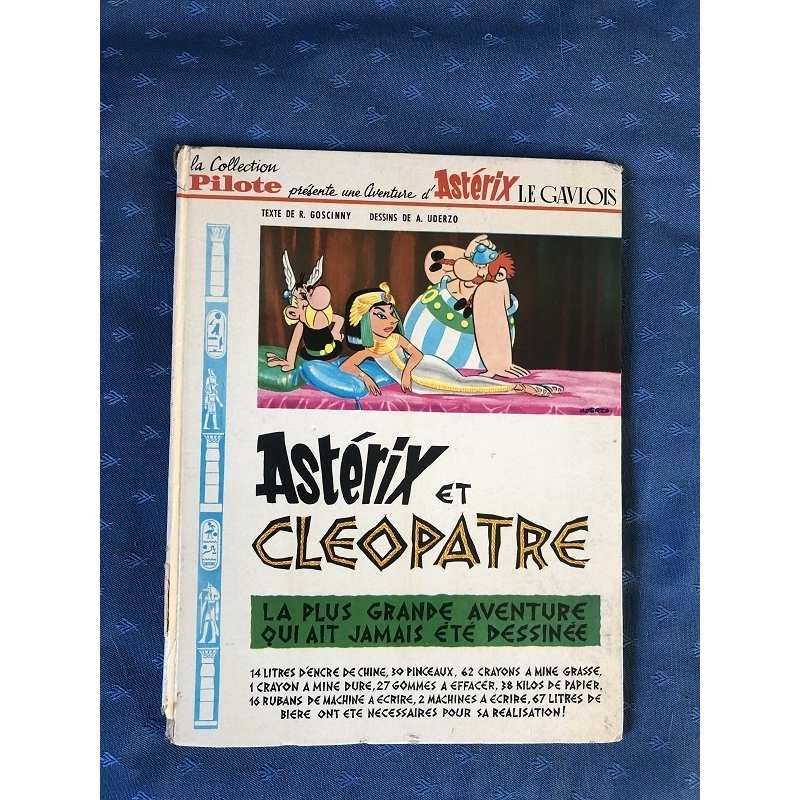 la Collection
Pilote présente une Aventure d'Astérix LE GAVLOIS
TEXTE DE R. GOSCINNY DESSINS DE A. UDERZO
UDERZO
Astérix ET
CLEOPATRE
LA PLUS GRANDE AVENTURE
QUI AIT JAMAIS ÉTÉ DESSINÉE
14 LITRES D'ENCRE DE CHINE, 30 PINCEAUX, 62 CRAYONS A MINE GRASSE,
1 CRAYON A MINE DURE, 27 GOMMES A EFFACER, 38 KILOS DE PAPIER,
16 RUBANS DE MACHINE A ECRIRE, 2 MACHINES A ECRIRE, 67 LITRES DE
BIERE ONT ETE NECESSAIRES POUR SA REALISATION!